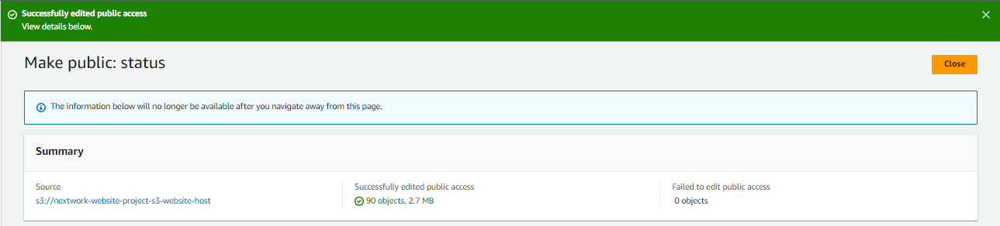 Successfully edited public access
View details below.
Make public: status
Close
The information below will no longer be available after you navigate away from this page.
Summary
Source
s3://nextwork-website-project-s3-website-host
Successfully edited public access
90 objects, 2.7 MB
Failed to edit public access
0 objects